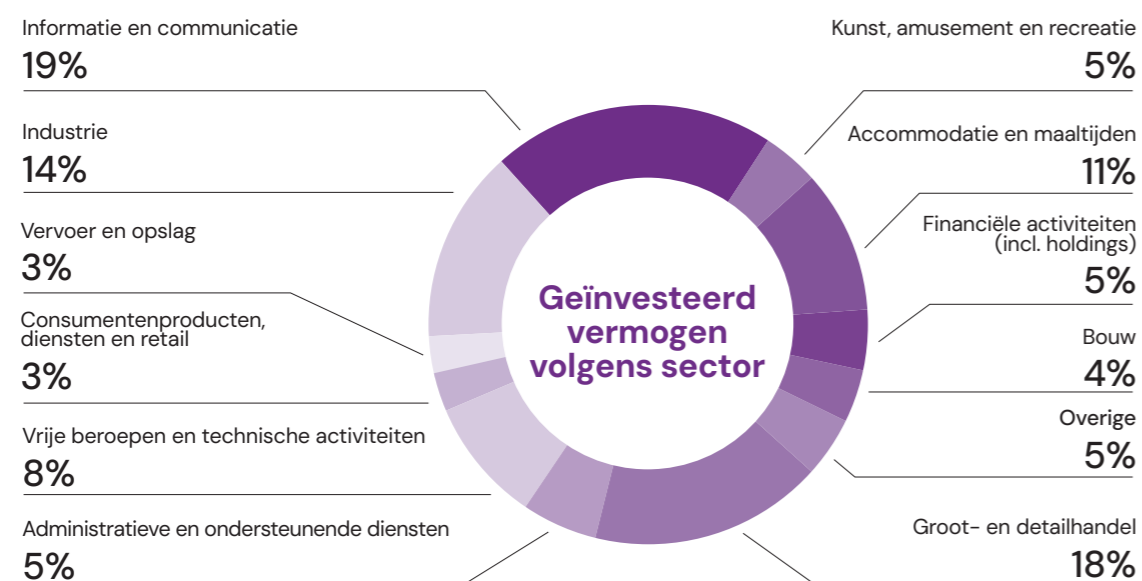 Informatie en communicatie
19%
Industrie
14%
Vervoer en opslag
3%
Consumentenproducten,
diensten en retail
3%
Vrije beroepen en technische activiteiten
8%
Administratieve en ondersteunende diensten
5%
Geïnvesteerd
vermogen
volgens sector
Kunst, amusement en recreatie
5%
Accommodatie en maaltijden
11%
Financiële activiteiten
(incl. holdings)
5%
Bouw
4%
Overige
5%
Groot- en detailhandel
18%